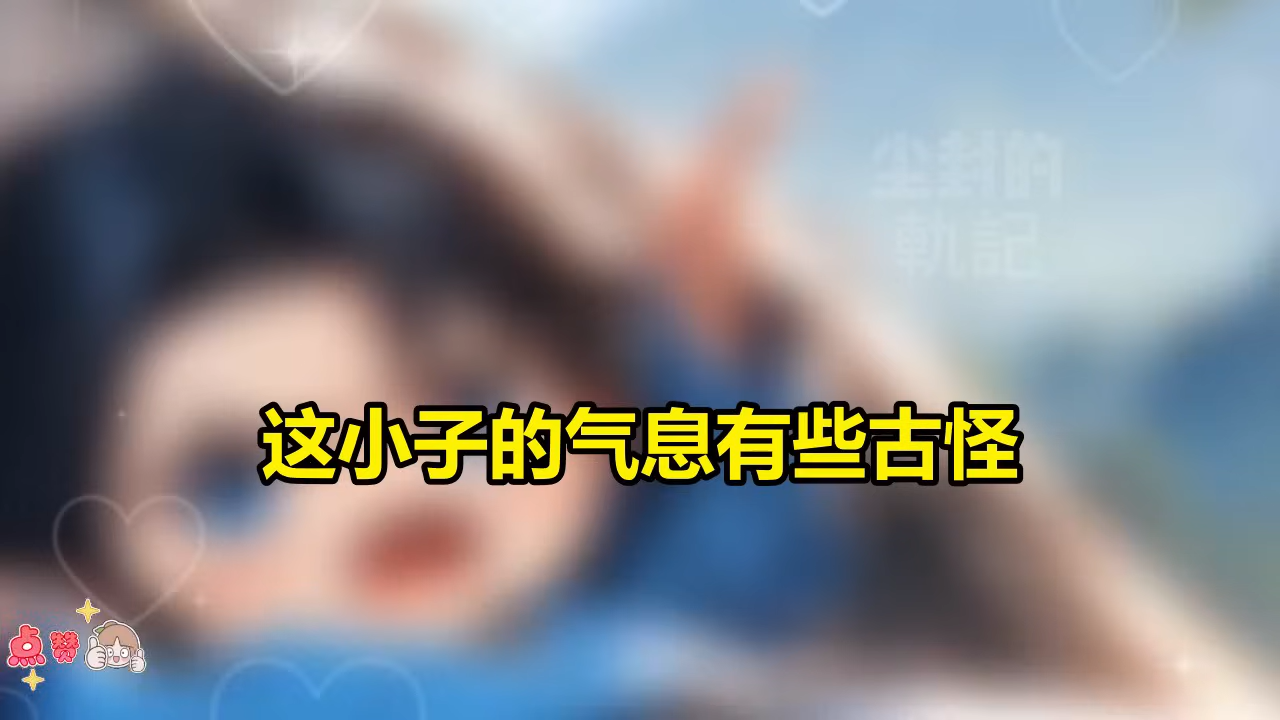 尘封的
軌記
这小子的气息有些古怪
点赞